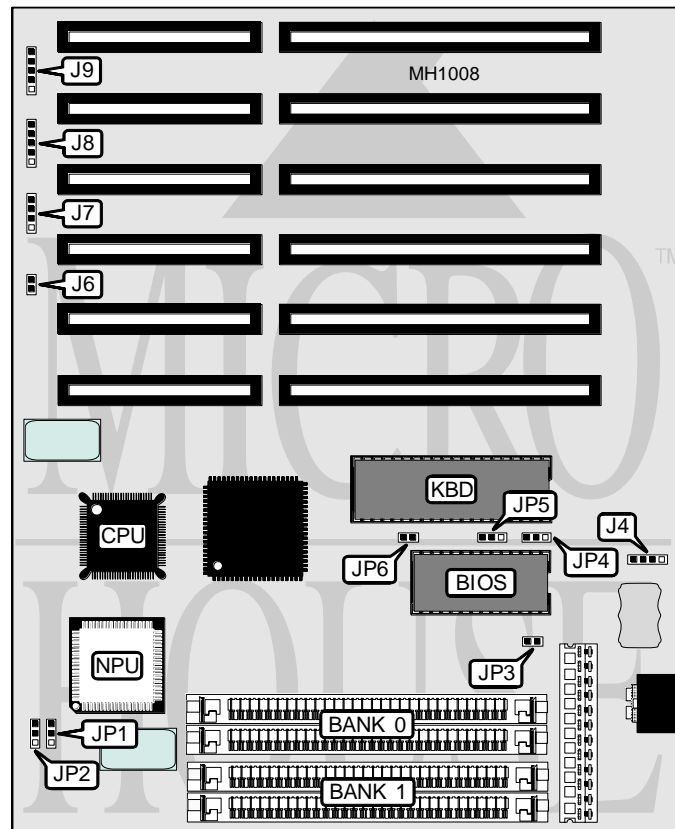 MH1008
J9
J8
J7
J6
TM
MICRO
KBD
JP5
J4
CPU
JP6
JP4
BIOS
HOUSE
NPU
JP3
BANK 0
JP1
JP2
BANK 1